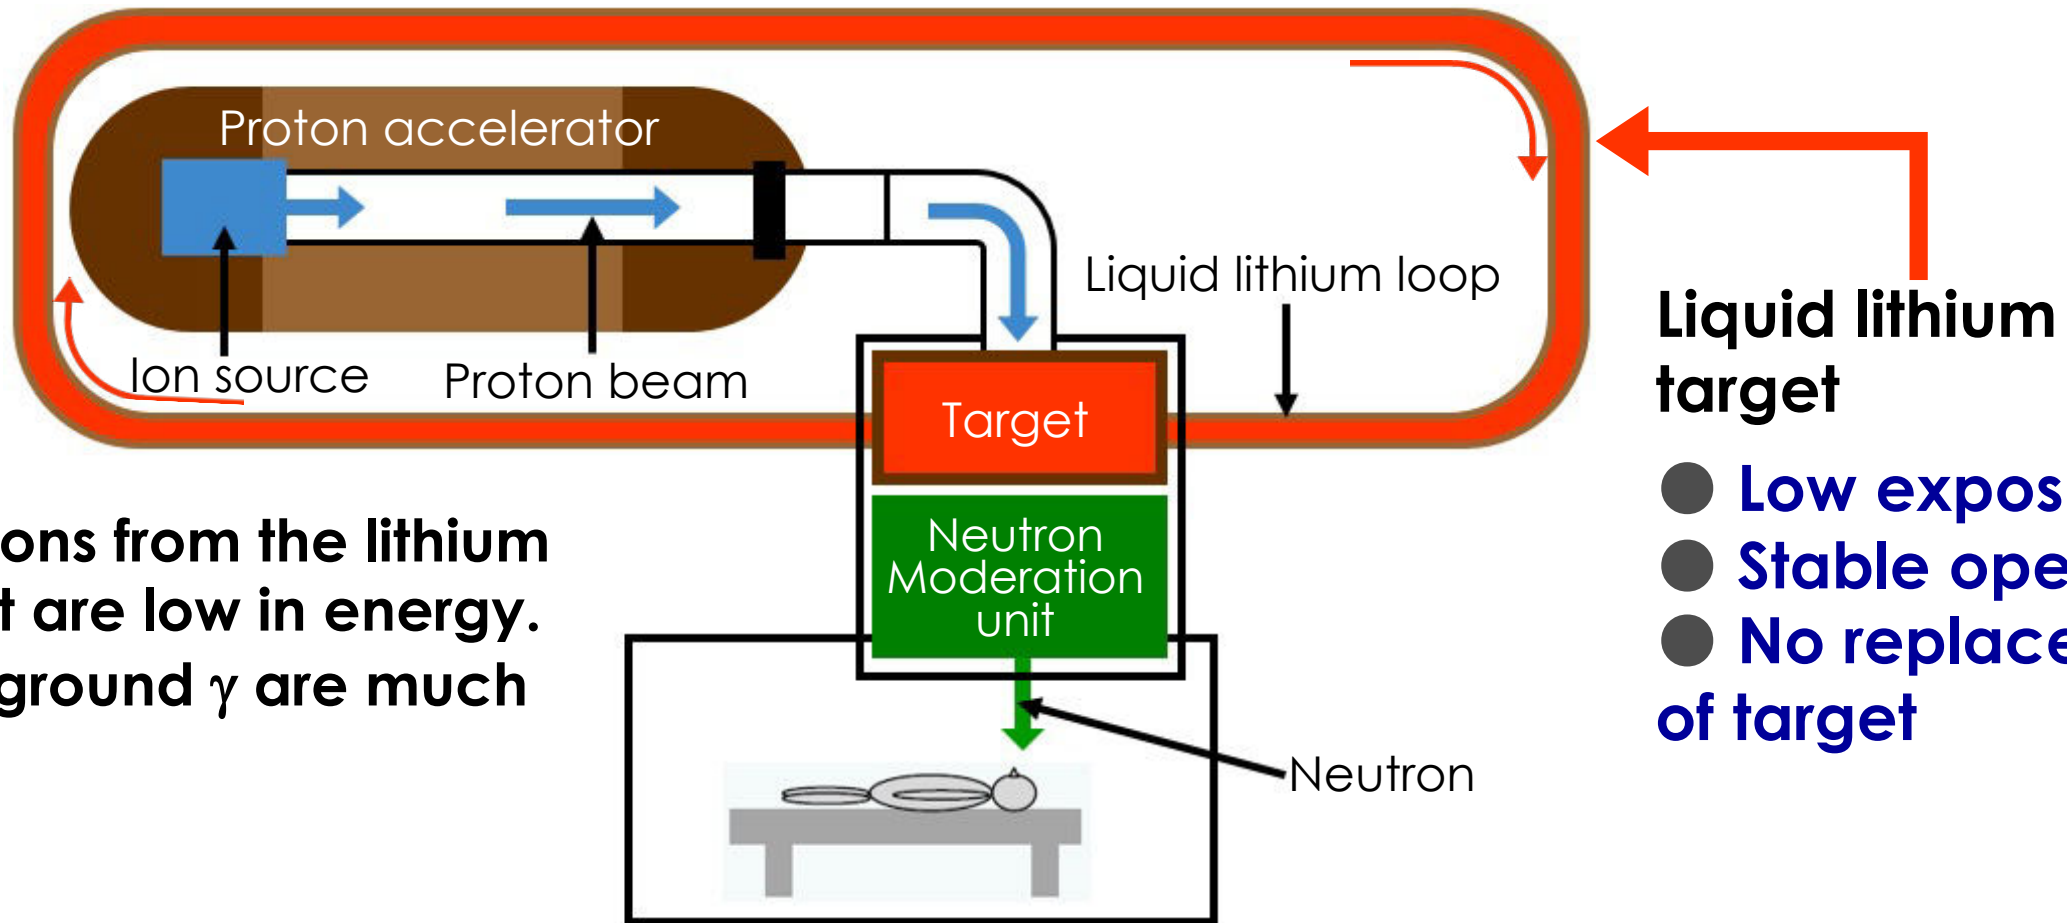 Proton accelerator
Liquid lithium loop
Ion source
Proton beam
Target
Neutron
Moderation
unit
Neutron
ons from the lithium
t are low in energy.
ground γ are much
Liquid lithium
target
● Low expos
● Stable ope
● No replace
of target